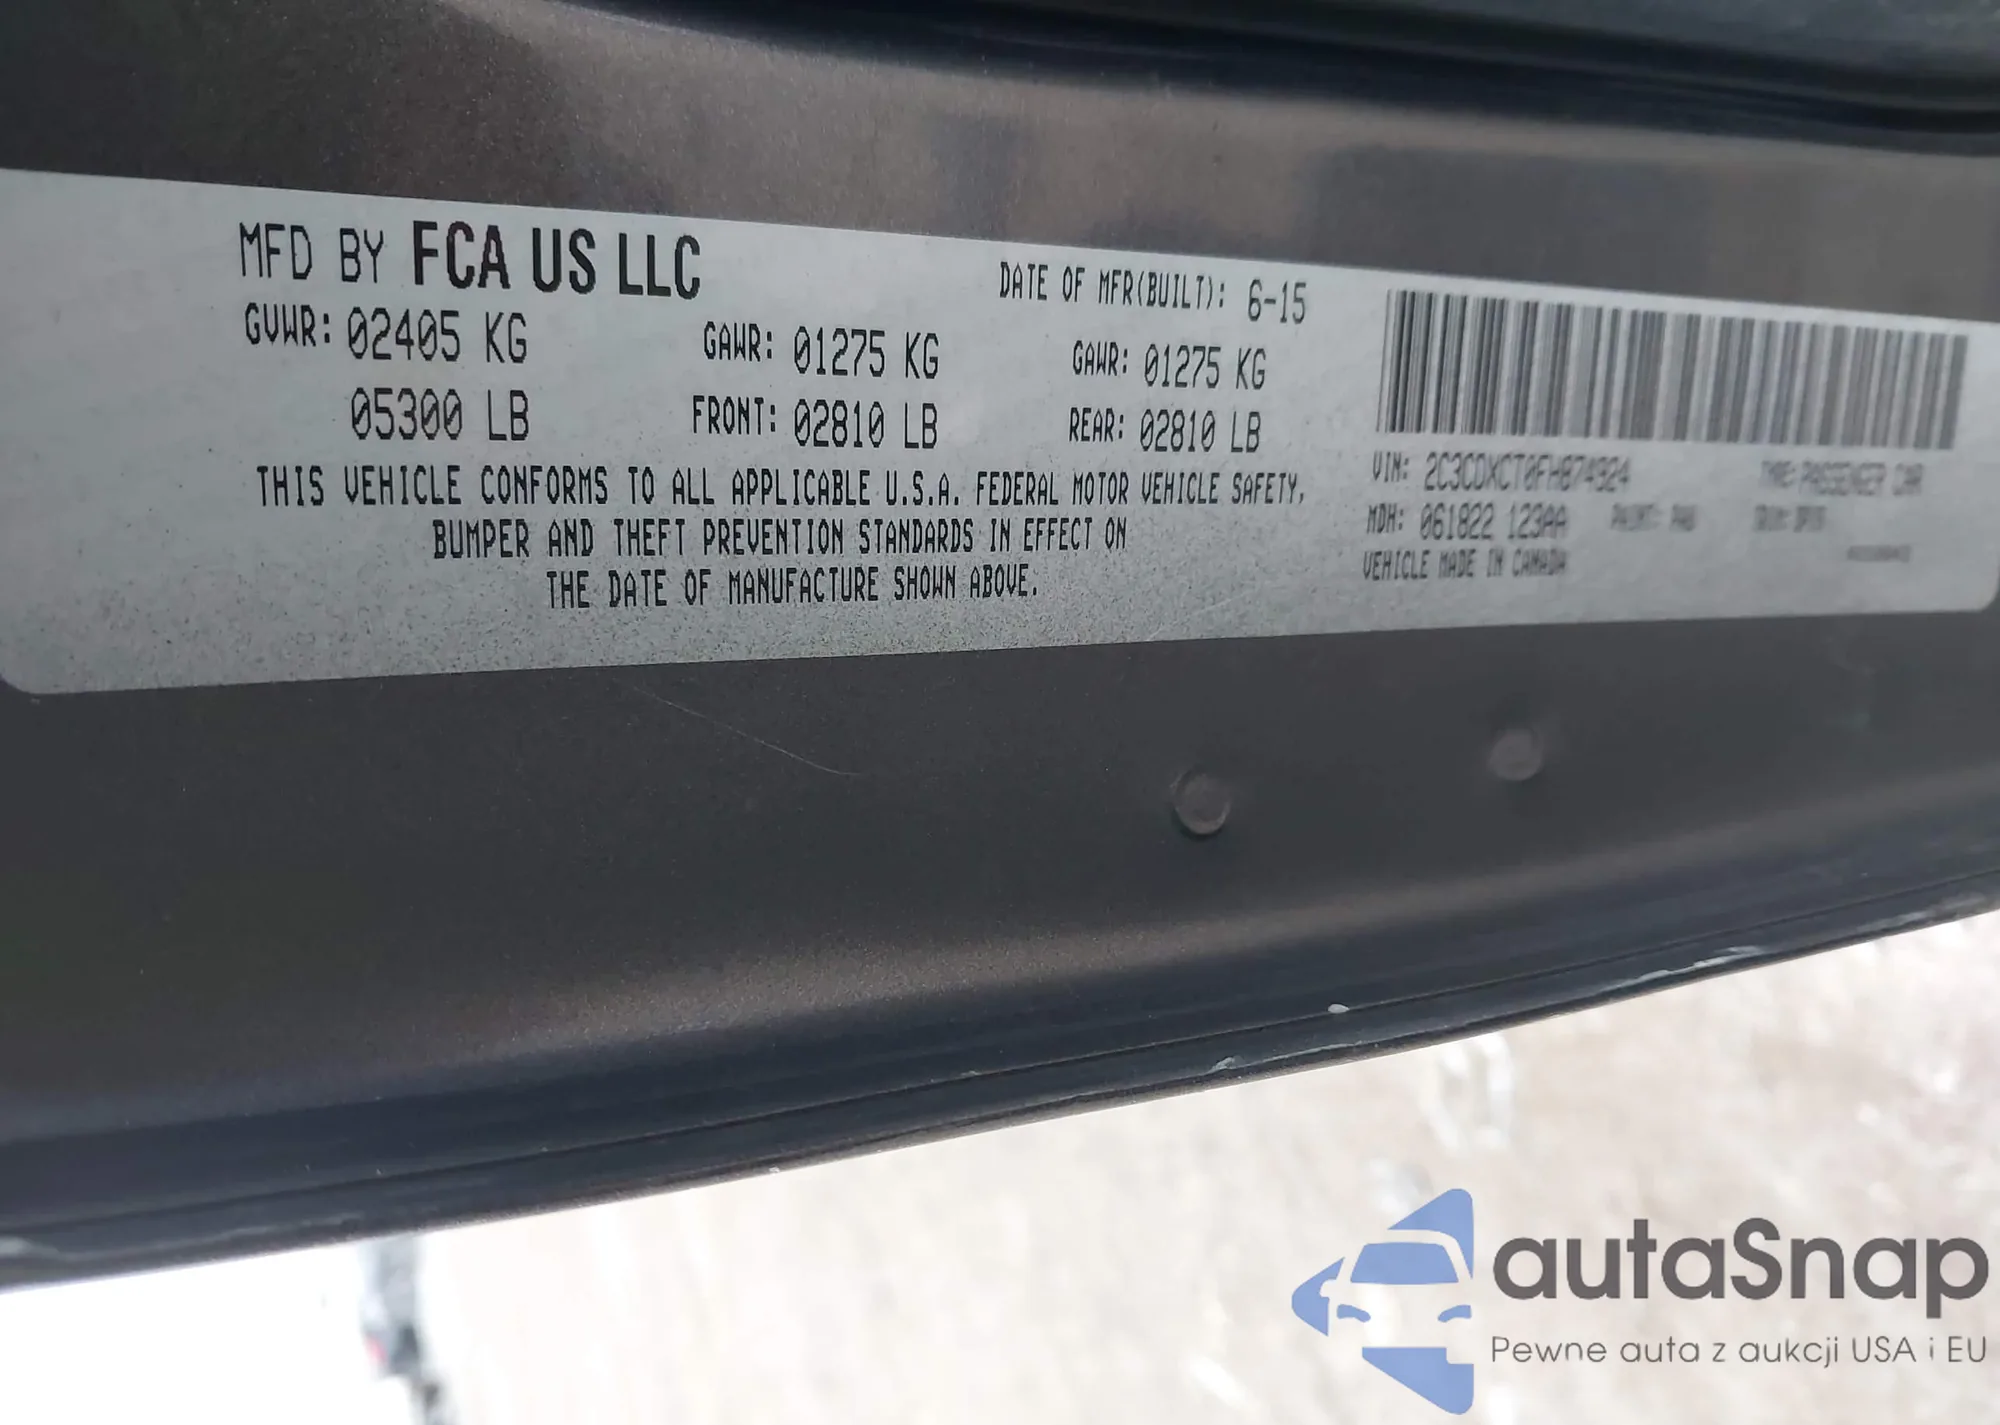 MFD BY FCA US LLC
DATE OF MFR(BUILT): 6-15
GVWR: 02405 KG
GAWR: 01275 KG
GAWR: 01275 KG
05300 LB
FRONT: 02810 LB
REAR: 02810 LB
THIS VEHICLE CONFORMS TO ALL APPLICABLE U.S.A. FEDERAL MOTOR VEHICLE SAFETY,
BUMPER AND THEFT PREVENTION STANDARDS IN EFFECT ON
THE DATE OF MANUFACTURE SHOWN ABOVE.
VIN: 2C3CDXCT0FH874924
TYPE: PASSENGER CAR
MDH: 061822 123AA
PAINT:
TRIM:
VEHICLE MADE IN CANADA
autaSnap
Pewne auta z aukcji USA i EU